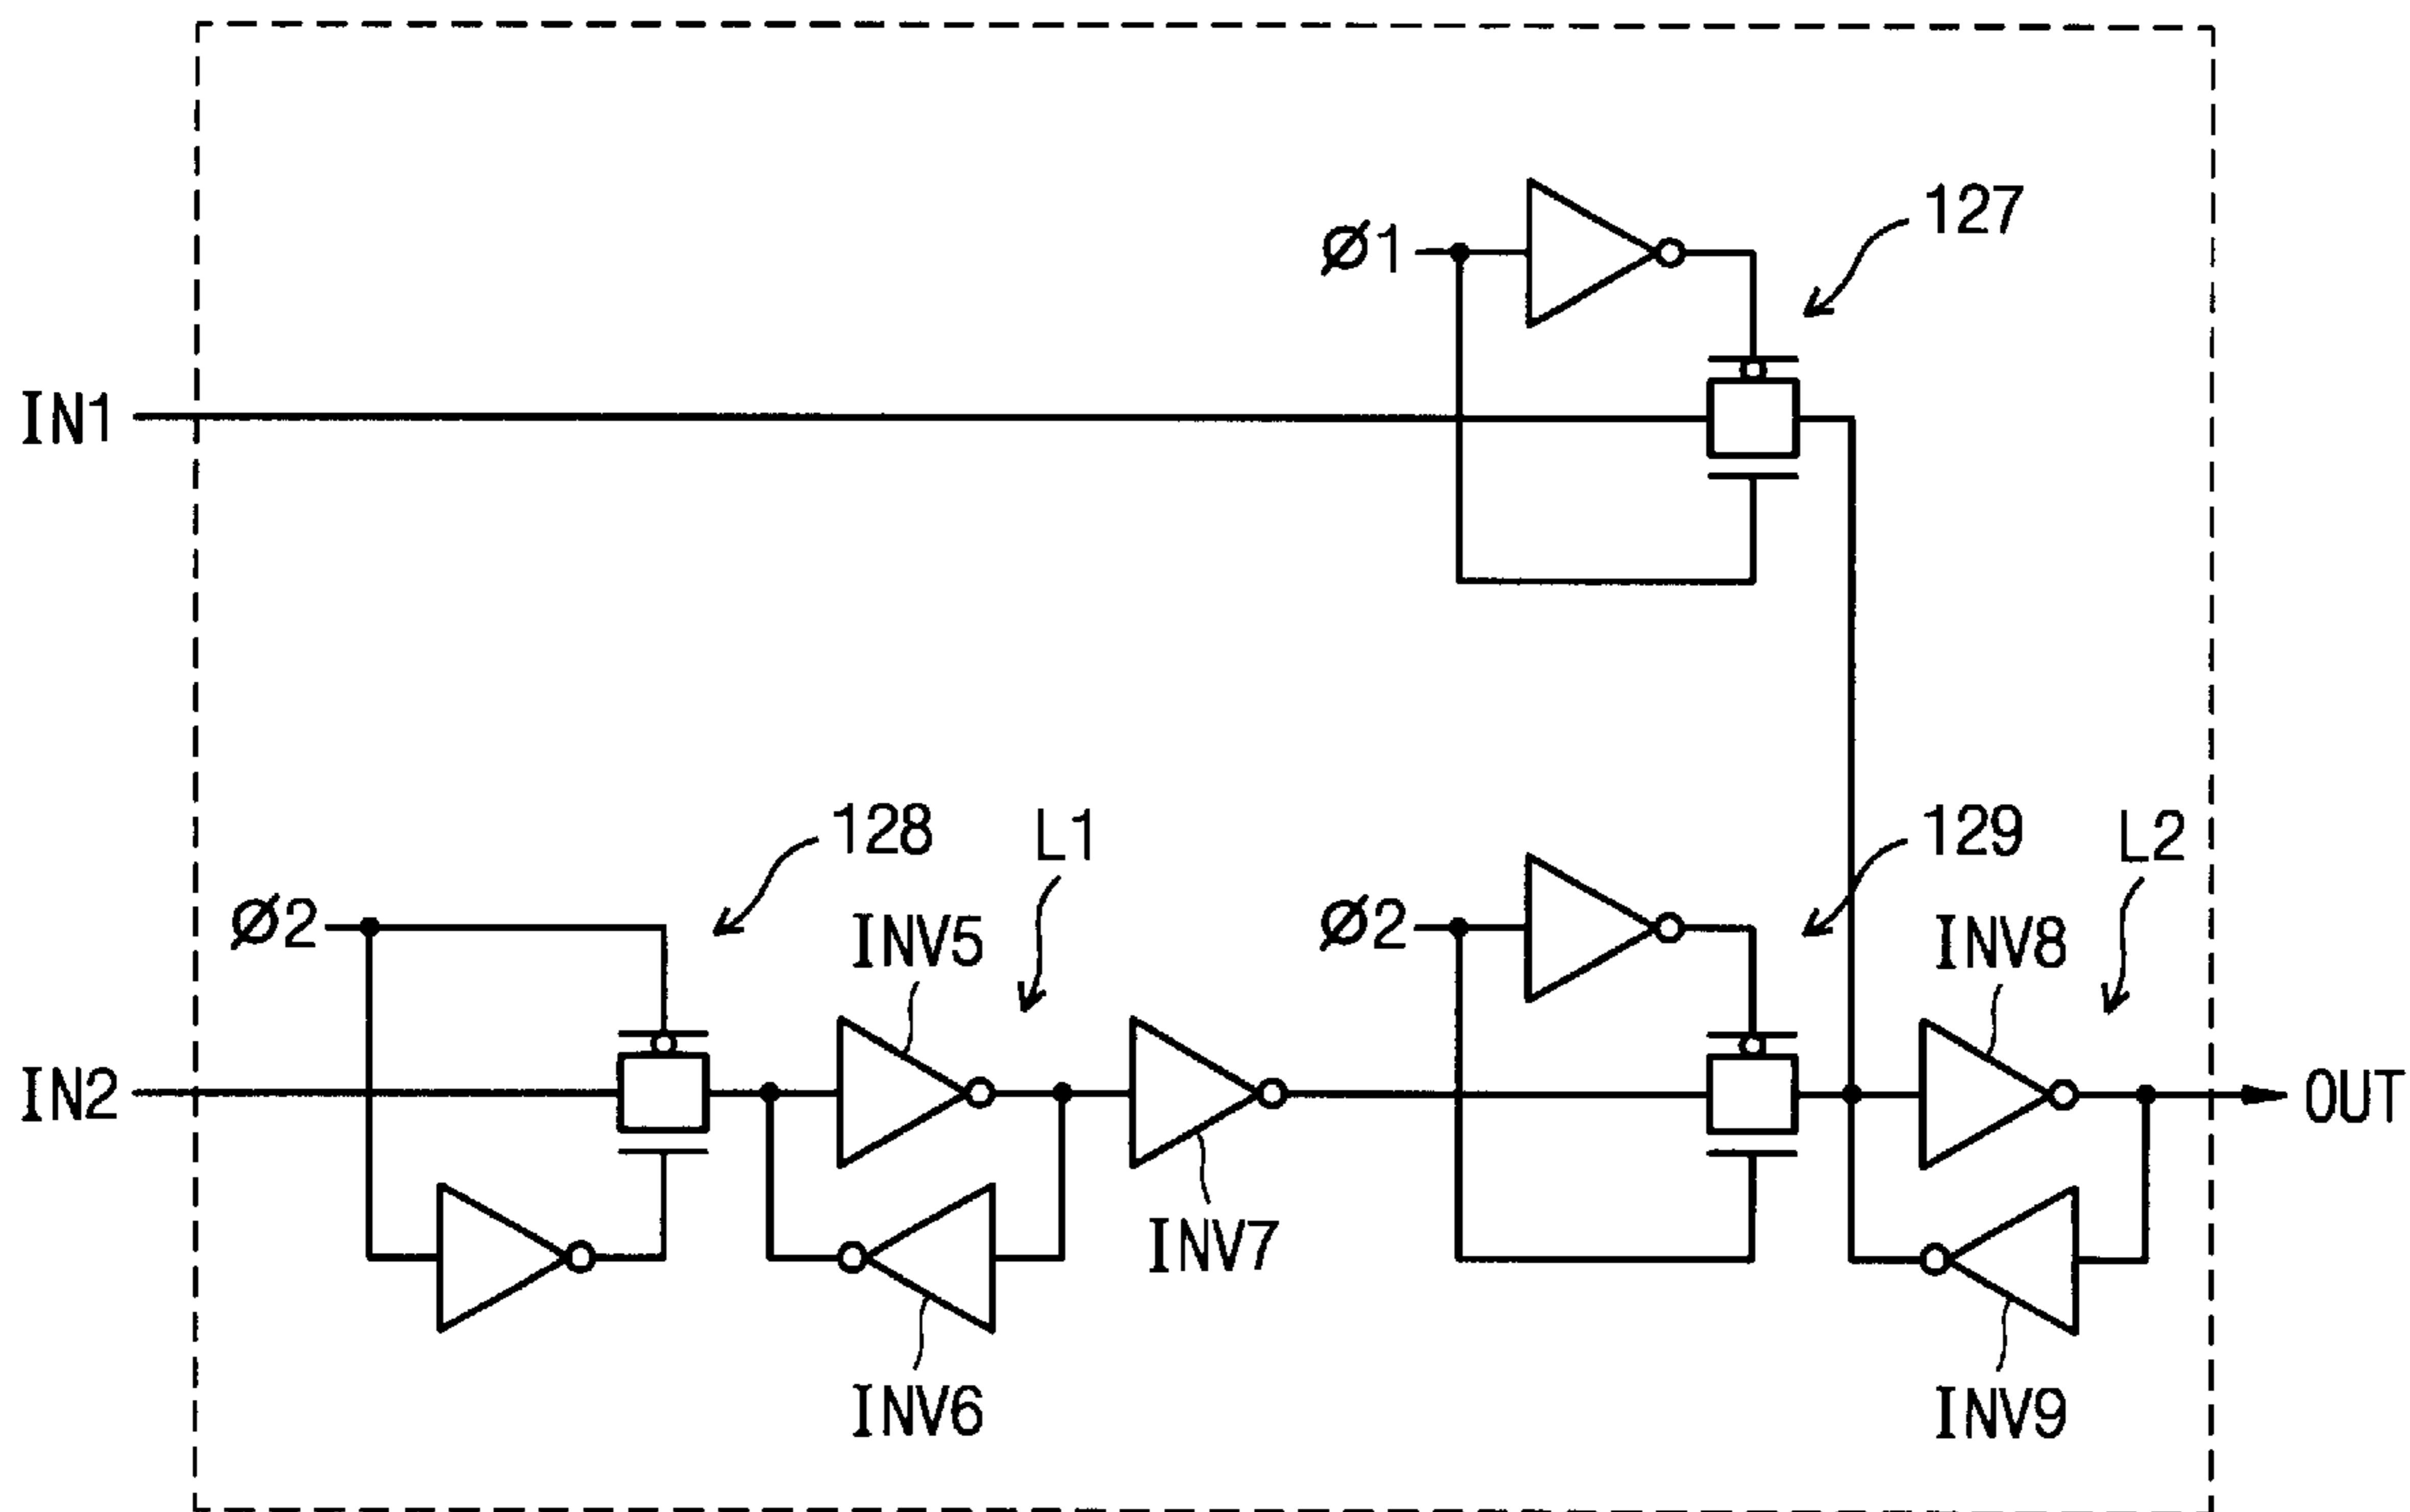 127
Ø1
IN1
128
L1
129
L2
Ø2
INV5
Ø2
INV8
IN2
OUT
INV7
INV6
INV9